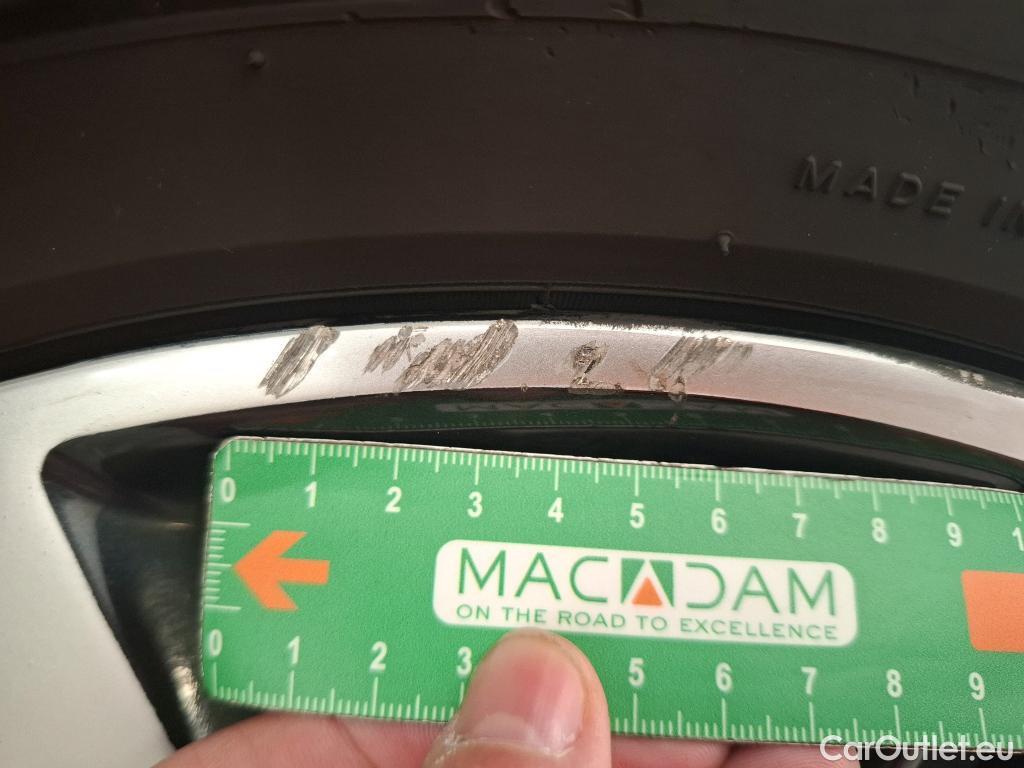 MADE IN
0 1 2 3 4 5 6 7 8 9
MACADAM
ON THE ROAD TO EXCELLENCE
0 1 2 3 5 6 7 8 9
CarOutlet.eu